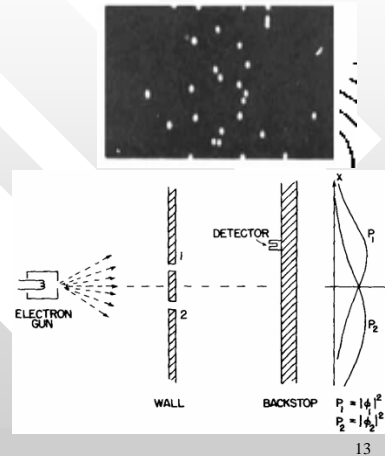 X
DETECTOR
1
P₁
ELECTRON
GUN
2
P₂
WALL
BACKSTOP
P₁ = |ϕ₁|²
P₂ = |ϕ₂|²
13